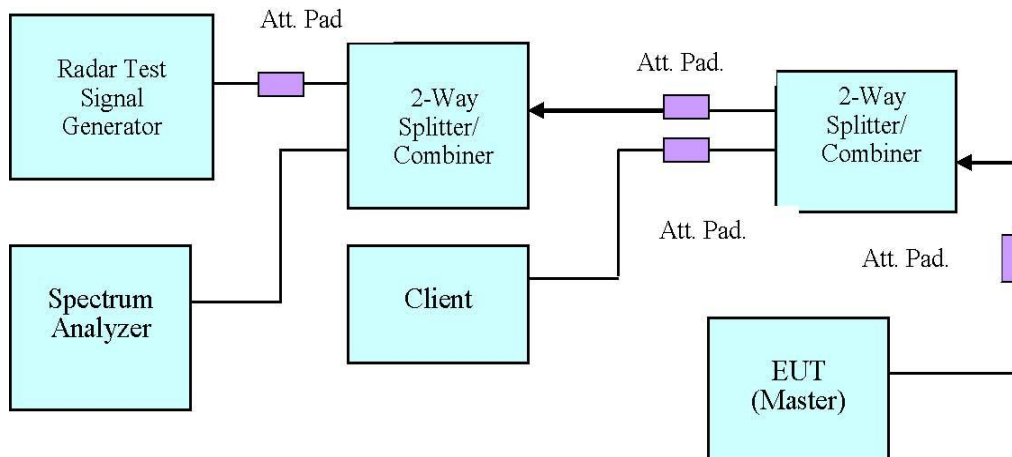 Att. Pad
Radar Test
Signal
Generator
2-Way
Splitter/
Combiner
Att. Pad.
2-Way
Splitter/
Combiner
Att. Pad.
Att. Pad.
Spectrum
Analyzer
Client
EUT
(Master)